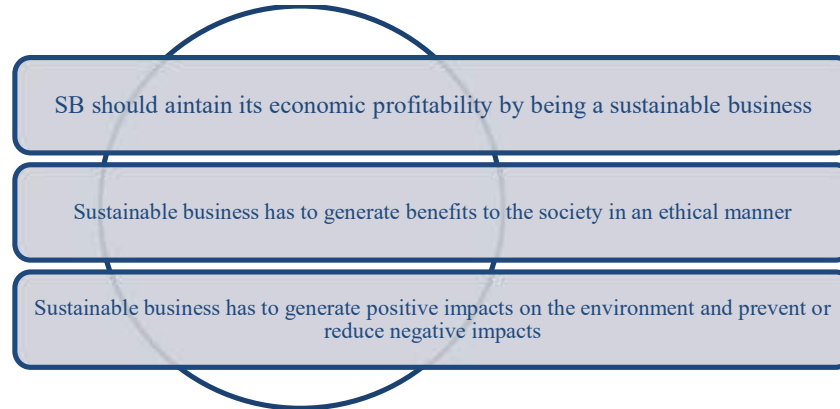 SB should aintain its economic profitability by being a sustainable business
Sustainable business has to generate benefits to the society in an ethical manner
Sustainable business has to generate positive impacts on the environment and prevent or
reduce negative impacts